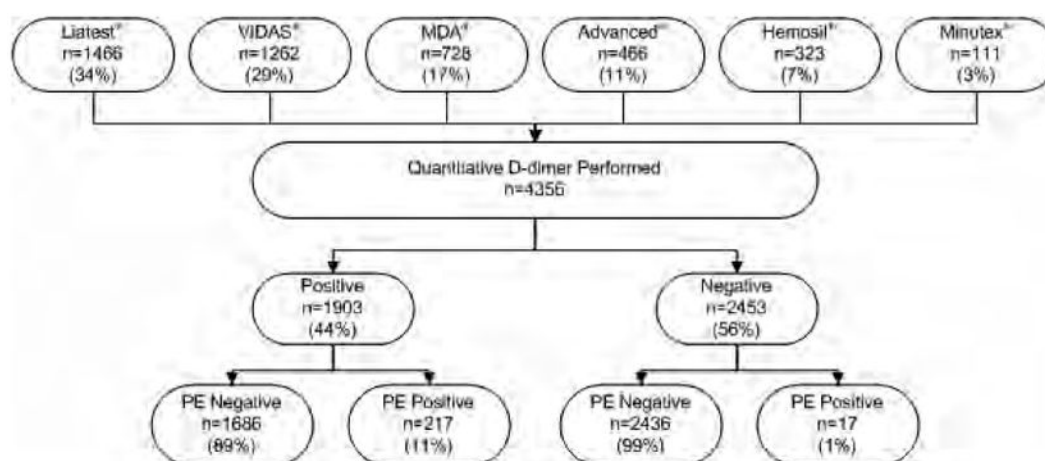 Liatest®
n=1466
(34%)
VIDAS®
n=1262
(29%)
MDA®
n=728
(17%)
Advanced
n=466
(11%)
Hemosil
n=323
(7%)
Minutex
n=111
(3%)
Quantitative D-dimer Performed
n=4356
Positive
n=1903
(44%)
Negative
n=2453
(56%)
PE Negative
n=1686
(89%)
PE Positive
n=217
(11%)
PE Negative
n=2436
(99%)
PE Positive
n=17
(1%)